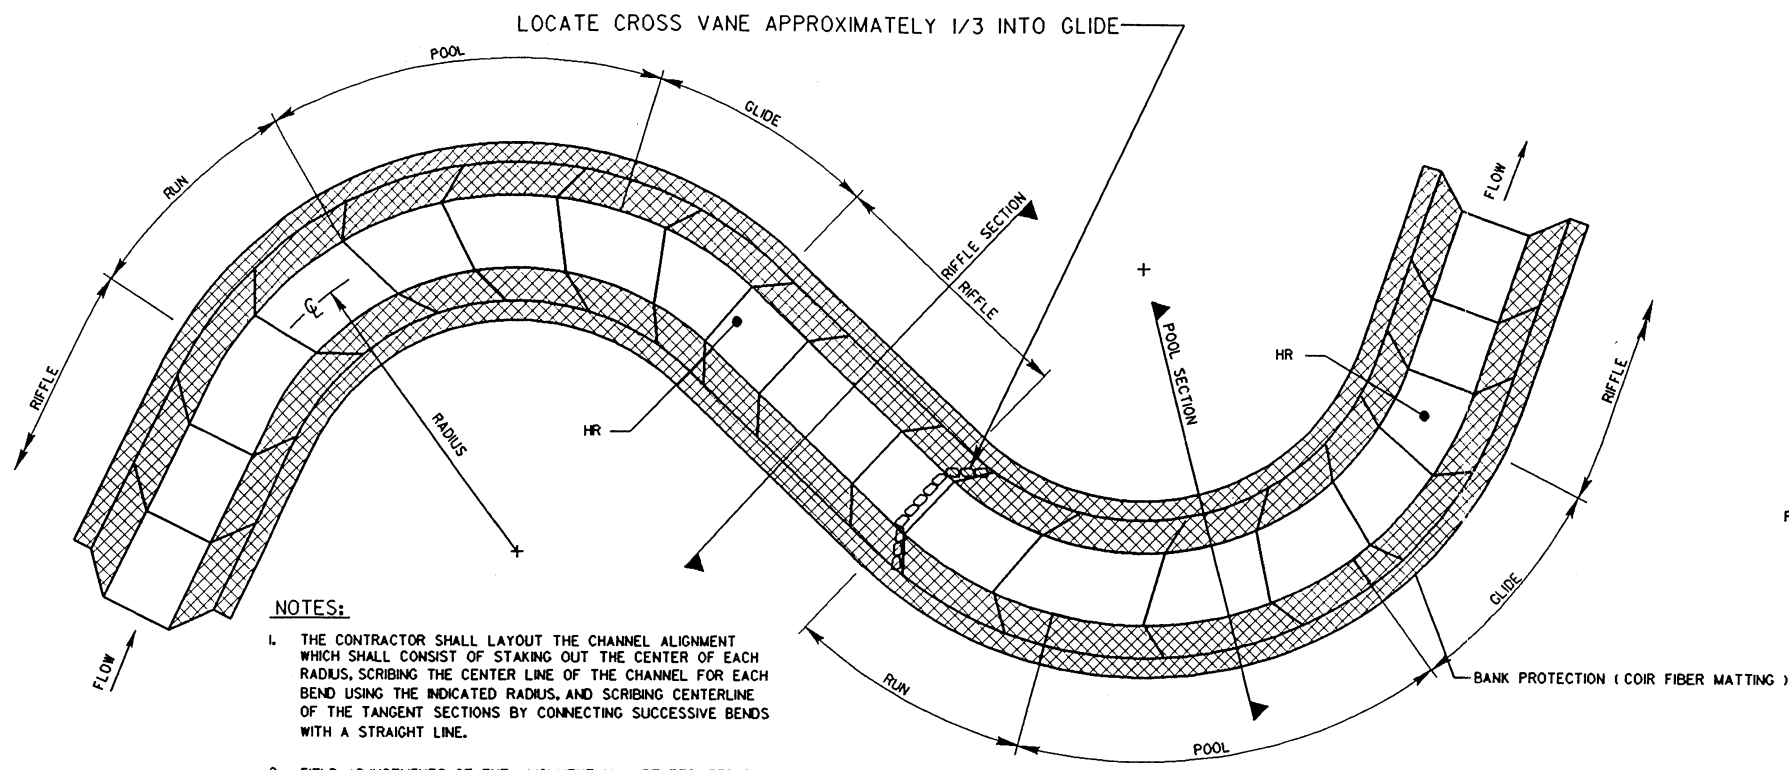 LOCATE CROSS VANE APPROXIMATELY 1/3 INTO GLIDE
POOL
GLIDE
RUN
RIFFLE
RIFFLE SECTION
RIFFLE
FLOW
CL
RADIUS
HR
POOL SECTION
HR
RIFFLE
GLIDE
BANK PROTECTION ( COIR FIBER MATTING )
RUN
POOL
FLOW
F
NOTES:
1. THE CONTRACTOR SHALL LAYOUT THE CHANNEL ALIGNMENT
WHICH SHALL CONSIST OF STAKING OUT THE CENTER OF EACH
RADIUS, SCRIBING THE CENTER LINE OF THE CHANNEL FOR EACH
BEND USING THE INDICATED RADIUS, AND SCRIBING CENTERLINE
OF THE TANGENT SECTIONS BY CONNECTING SUCCESSIVE BENDS
WITH A STRAIGHT LINE.